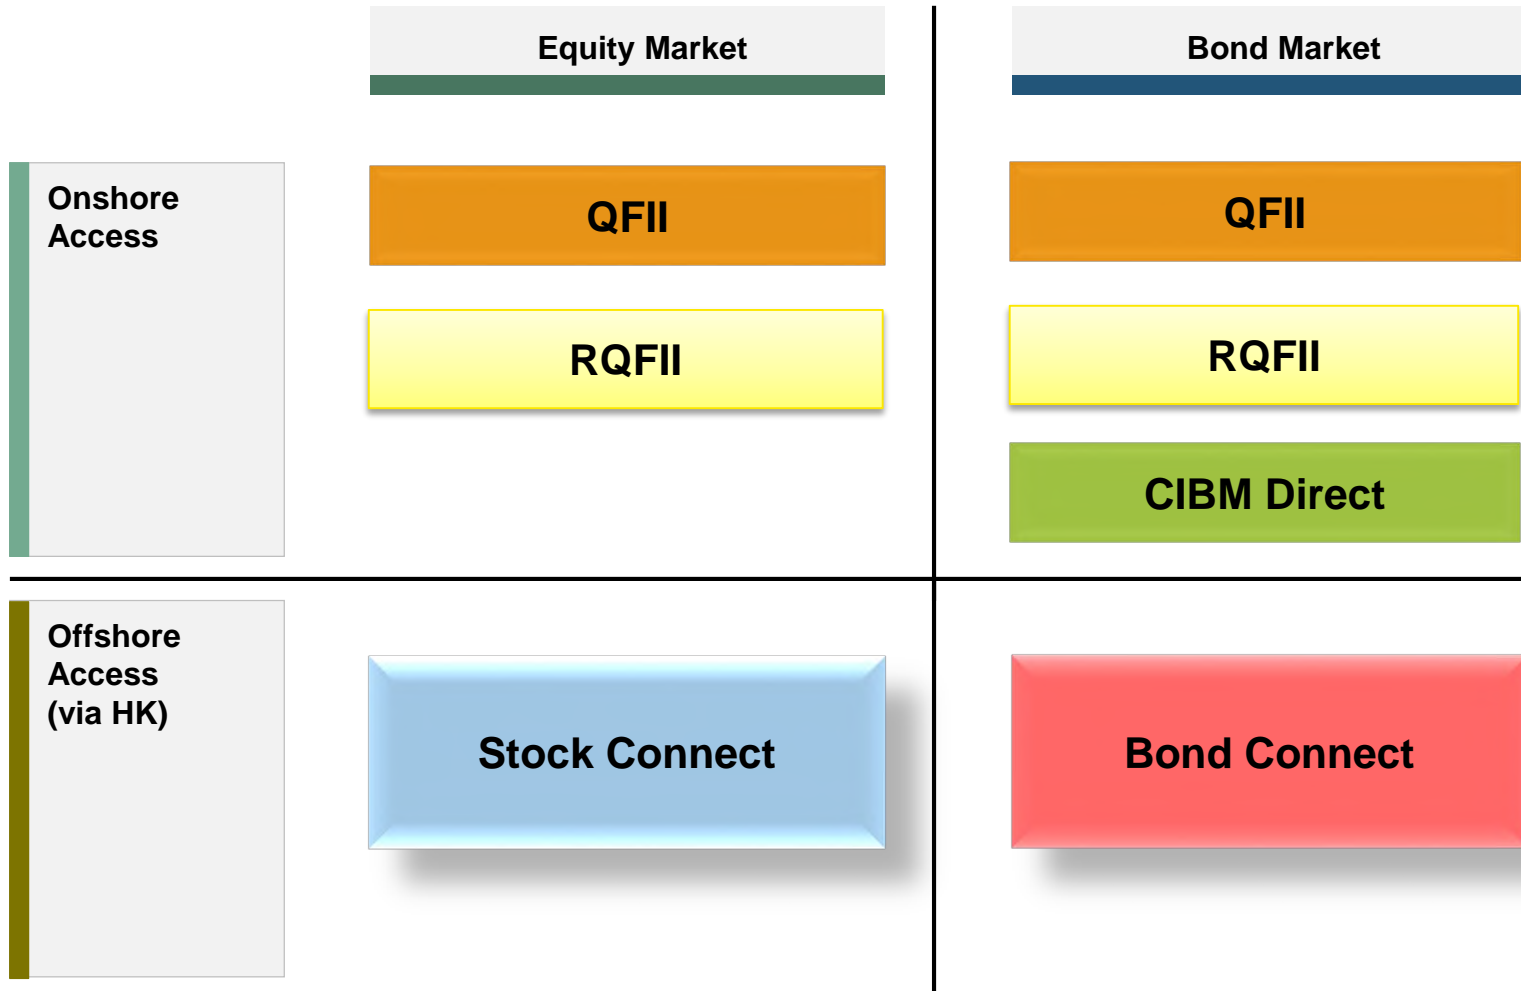 Equity Market
Bond Market
Onshore
Access
QFII
QFII
RQFII
RQFII
CIBM Direct
Offshore
Access
(via HK)
Stock Connect
Bond Connect